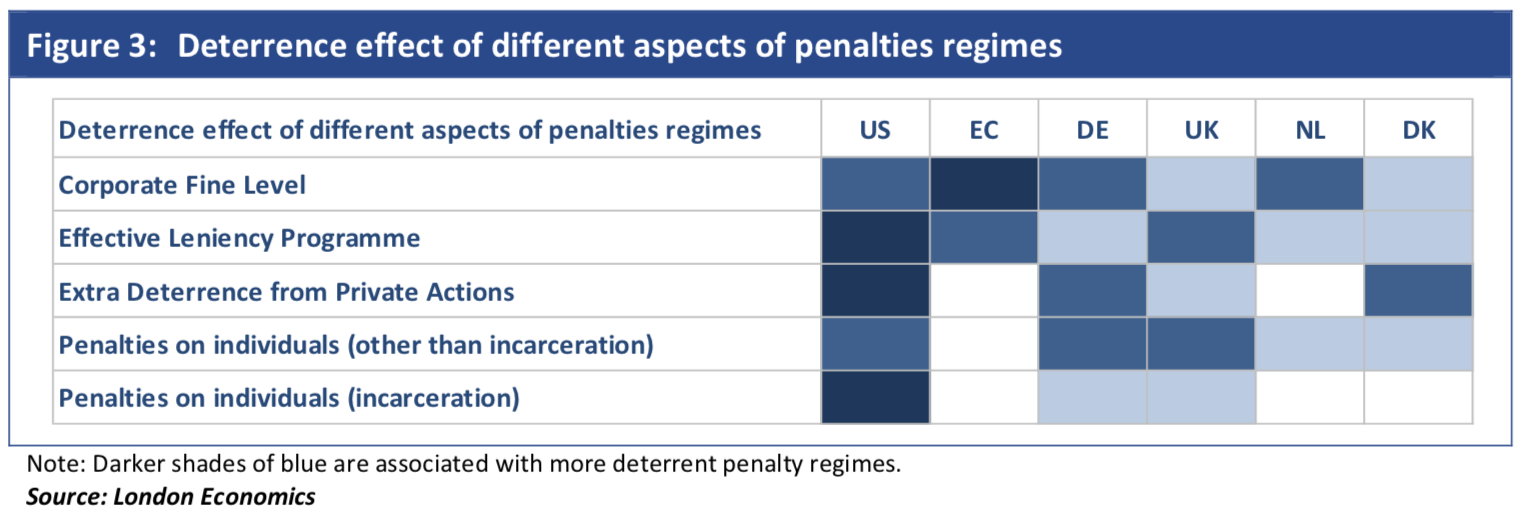 Figure 3: Deterrence effect of different aspects of penalties regimes
Deterrence effect of different aspects of penalties regimes US EC DE UK NL DK
Corporate Fine Level
Effective Leniency Programme
Extra Deterrence from Private Actions
Penalties on individuals (other than incarceration)
Penalties on individuals (incarceration)
Note: Darker shades of blue are associated with more deterrent penalty regimes.
Source: London Economics